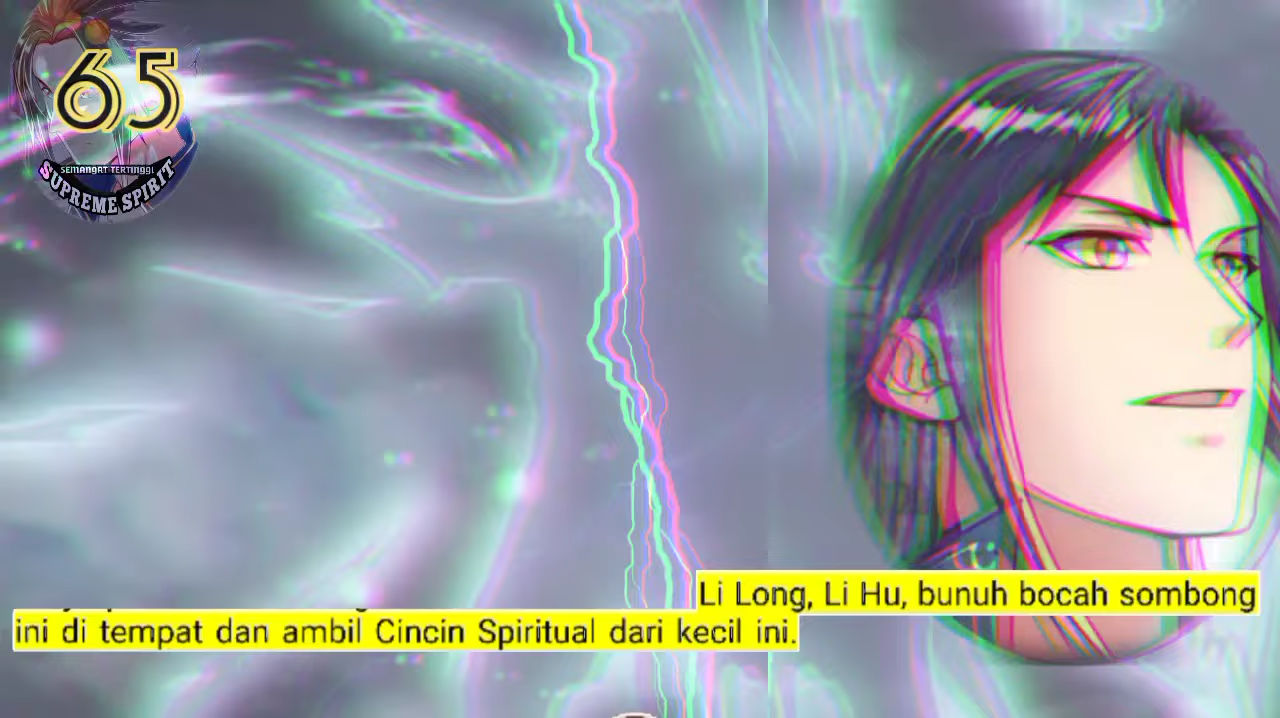 65
SEMANGAT TERTINGGI
SUPREME SPIRIT
Li Long, Li Hu, bunuh bocah sombong
ini di tempat dan ambil Cincin Spiritual dari kecil ini.